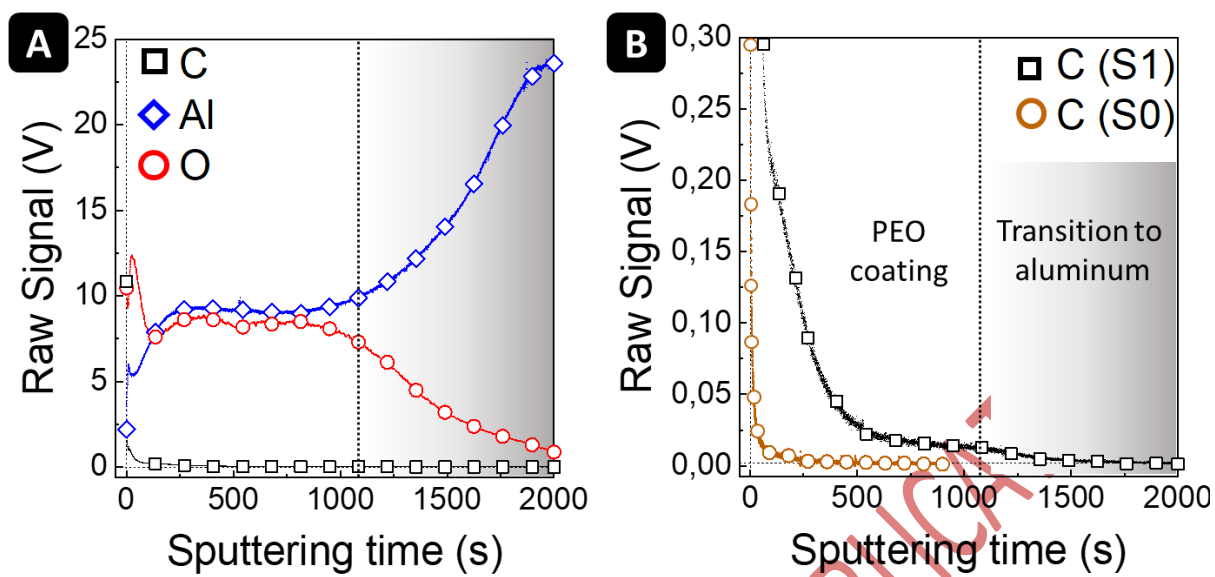 A
25
20
15
10
5
0
Raw Signal (V)
C
Al
O
0
500
1000
1500
2000
Sputtering time (s)
B
0,30
0,25
0,20
0,15
0,10
0,05
0,00
Raw Signal (V)
C (S1)
C (S0)
PEO
coating
Transition to
aluminum
0
500
1000
1500
2000
Sputtering time (s)